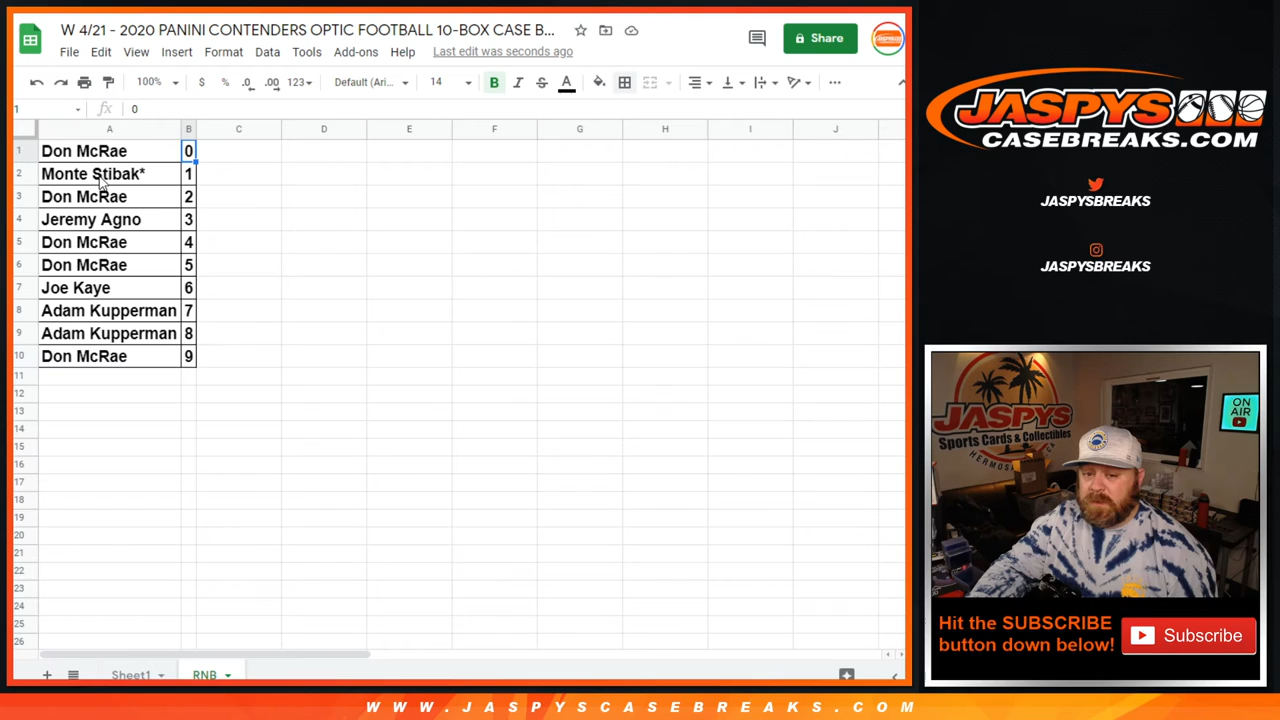 W 4/21 - 2020 PANINI CONTENDERS OPTIC FOOTBALL 10-BOX CASE B...
File Edit View Insert Format Data Tools Add-ons Help Last edit was seconds ago
Share
100% $ % .0 .00 123 Default (Ari... 14 B I S A
1 fx 0
A B C D E F G H I J
1 Don McRae 0
2 Monte Stibak* 1
3 Don McRae 2
4 Jeremy Agno 3
5 Don McRae 4
6 Don McRae 5
7 Joe Kaye 6
8 Adam Kupperman 7
9 Adam Kupperman 8
10 Don McRae 9
11
12
13
14
15
16
17
18
19
20
21
22
23
24
25
26
Sheet1 RNB
JASPYS
CASEBREAKS.COM
JASPYSBREAKS
JASPYSBREAKS
JASPYS
Sports Cards & Collectibles
ON
AIR
Hit the SUBSCRIBE
button down below!
Subscribe
WWW.JASPYSCASEBREAKS.COM